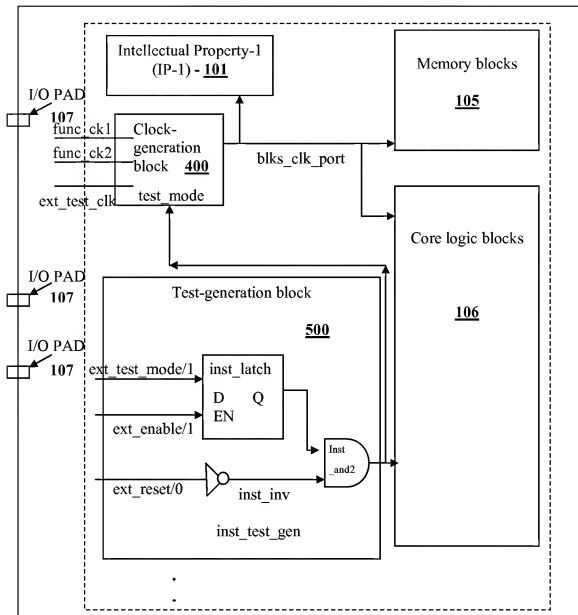 Intellectual Property-1
(IP-1) - 101
Memory blocks
105
I/O PAD
107
func_ck1
func_ck2
ext_test_clk
Clock-
generation
block 400
test_mode
blks_clk_port
Core logic blocks
106
I/O PAD
107
Test-generation block
500
I/O PAD
107
ext_test_mode/1
inst_latch
D Q
EN
ext_enable/1
Inst
_and2
ext_reset/0
inst_inv
inst_test_gen